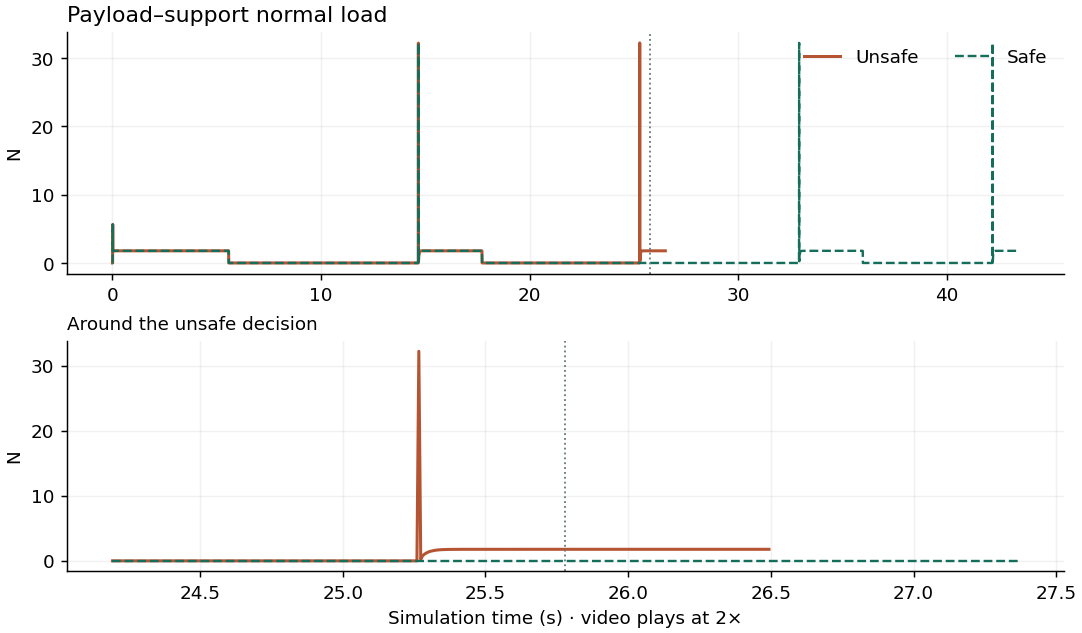 Payload–support normal load
30
20
10
0
N
Unsafe
Safe
0 10 20 30 40
Around the unsafe decision
30
20
10
0
N
24.5 25.0 25.5 26.0 26.5 27.0 27.5
Simulation time (s) · video plays at 2×